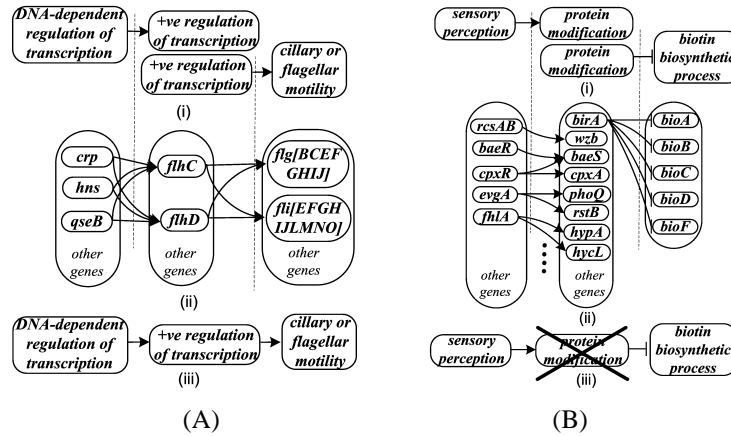 DNA-dependent
regulation of
transcription
+ve regulation
of transcription
+ve regulation
of transcription
cillary or
flagellar
motility
(i)
crp
hns
qseB
other
genes
flhC
flhD
other
genes
flg[BCEF
GHIJ]
fli[EFGH
IJLMNO]
other
genes
(ii)
DNA-dependent
regulation of
transcription
+ve regulation
of transcription
cillary or
flagellar
motility
(iii)
(A)
sensory
perception
protein
modification
protein
modification
biotin
biosynthetic
process
(i)
rcsAB
baeR
cpxR
evgA
fhlA
other
genes
birA
wzb
baeS
cpxA
phoQ
rstB
hypA
hycL
other
genes
bioA
bioB
bioC
bioD
bioF
(ii)
sensory
perception
protein
modification
biotin
biosynthetic
process
(iii)
(B)